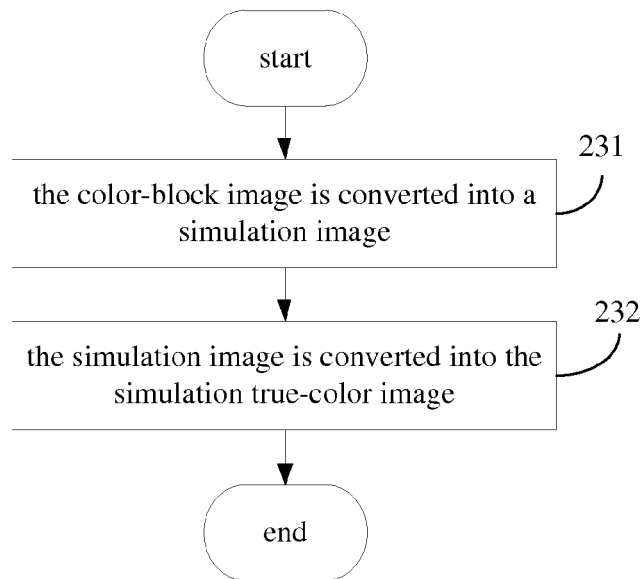 start
231
the color-block image is converted into a
simulation image
232
the simulation image is converted into the
simulation true-color image
end